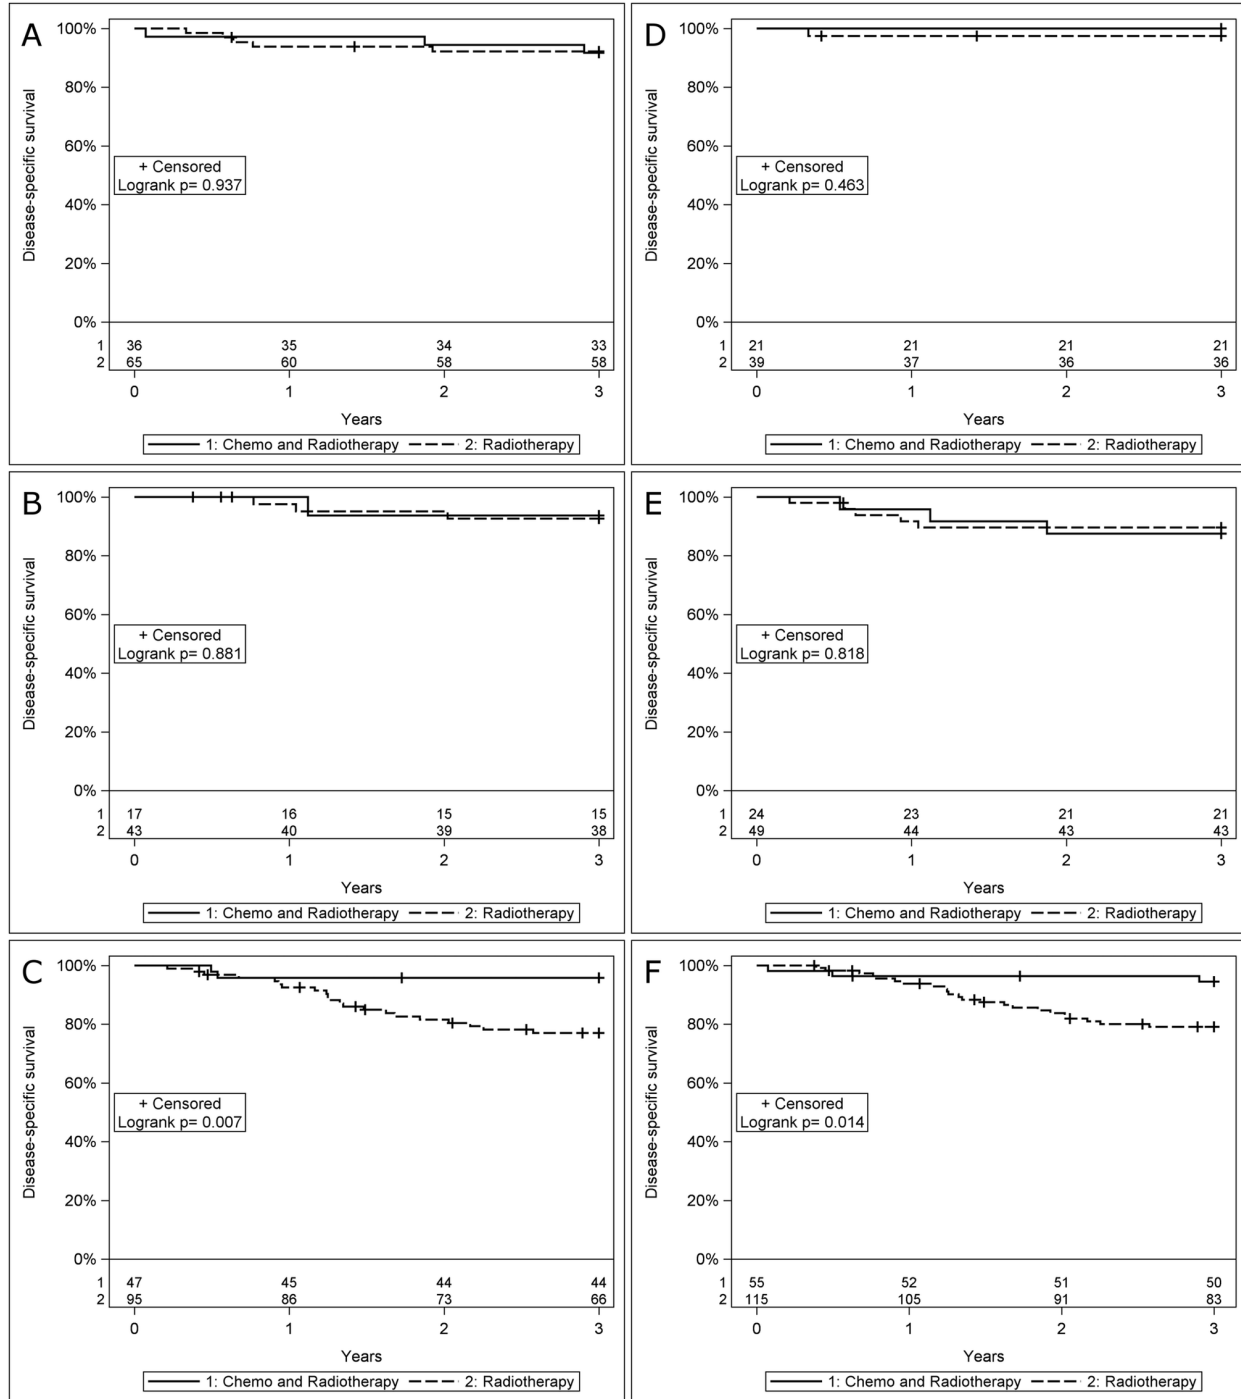 A
Disease-specific survival
100%
80%
60%
40%
20%
0%
+ Censored
Logrank p= 0.937
1 36 35 34 33
2 65 60 58 58
0 1 2 3
Years
1: Chemo and Radiotherapy 2: Radiotherapy
D
Disease-specific survival
100%
80%
60%
40%
20%
0%
+ Censored
Logrank p= 0.463
1 21 21 21 21
2 39 37 36 36
0 1 2 3
Years
1: Chemo and Radiotherapy 2: Radiotherapy
B
Disease-specific survival
100%
80%
60%
40%
20%
0%
+ Censored
Logrank p= 0.881
1 17 16 15 15
2 43 40 39 38
0 1 2 3
Years
1: Chemo and Radiotherapy 2: Radiotherapy
E
Disease-specific survival
100%
80%
60%
40%
20%
0%
+ Censored
Logrank p= 0.818
1 24 23 21 21
2 49 44 43 43
0 1 2 3
Years
1: Chemo and Radiotherapy 2: Radiotherapy
C
Disease-specific survival
100%
80%
60%
40%
20%
0%
+ Censored
Logrank p= 0.007
1 47 45 44 44
2 95 86 73 66
0 1 2 3
Years
1: Chemo and Radiotherapy 2: Radiotherapy
F
Disease-specific survival
100%
80%
60%
40%
20%
0%
+ Censored
Logrank p= 0.014
1 55 52 51 50
2 115 105 91 83
0 1 2 3
Years
1: Chemo and Radiotherapy 2: Radiotherapy